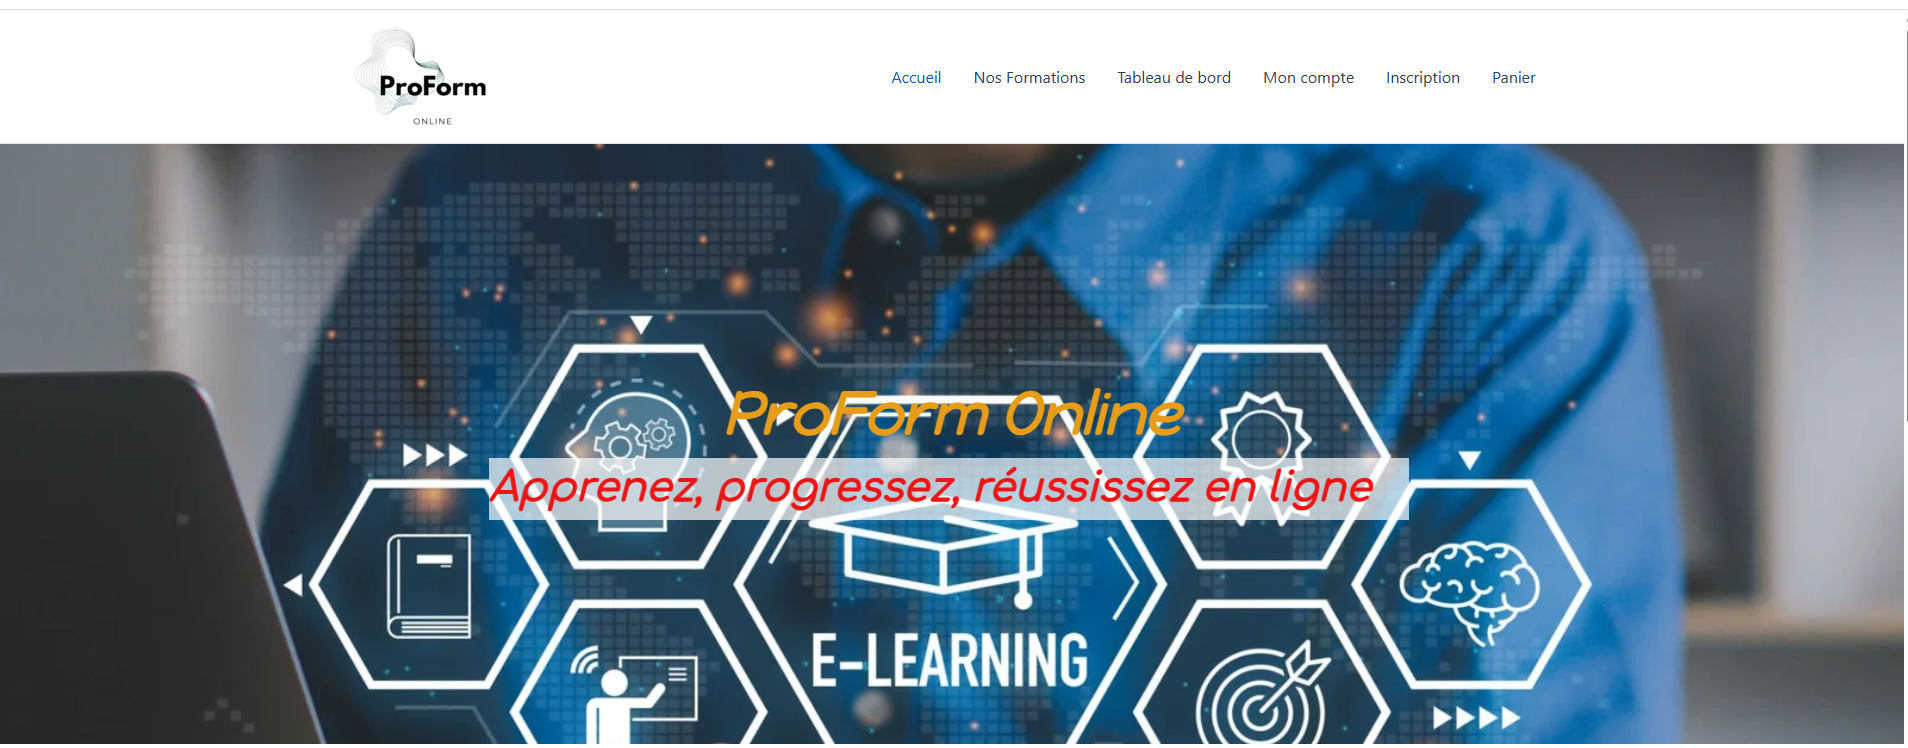 ProForm
ONLINE
Accueil
Nos Formations
Tableau de bord
Mon compte
Inscription
Panier
ProForm Online
Apprenez, progressez, réussissez en ligne
E-LEARNING